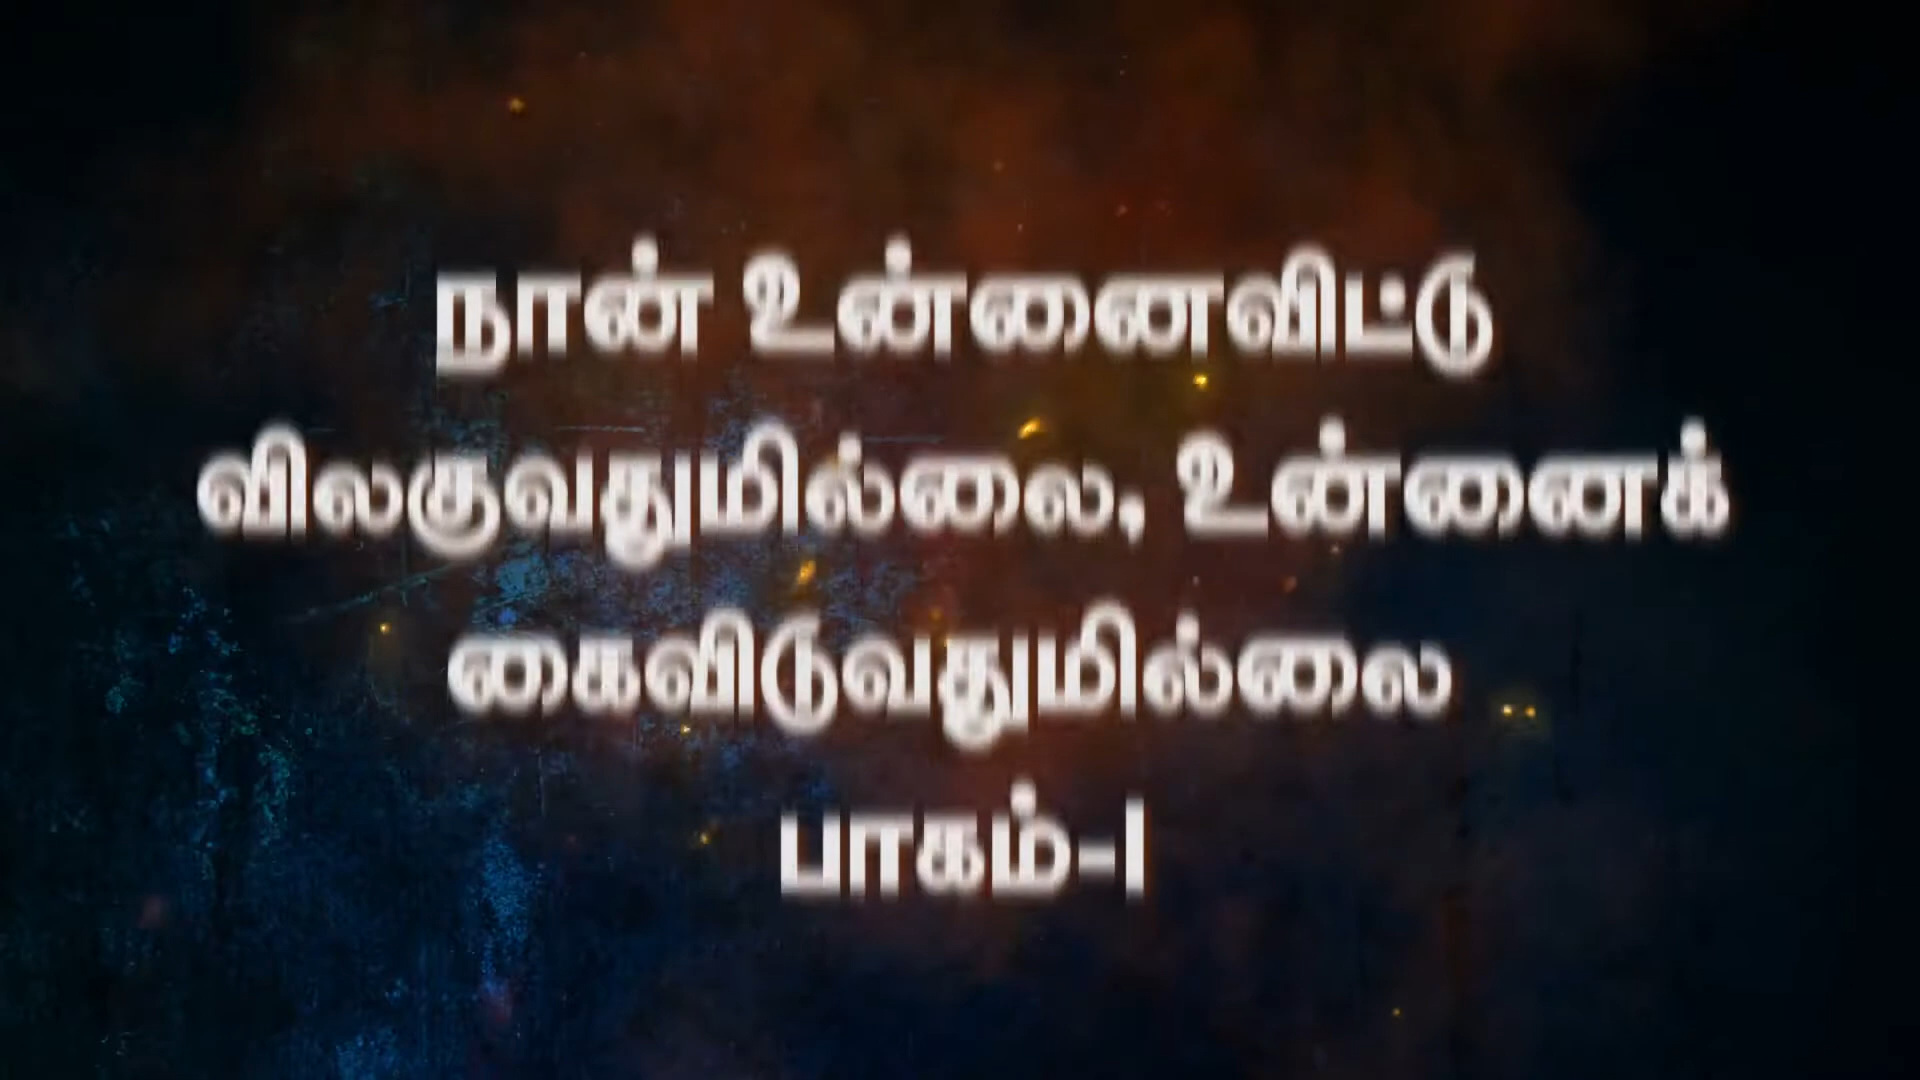 நான் உன்னைவிட்டு
விலகுவதுமில்லை, உன்னைக்
கைவிடுவதுமில்லை
பாகம்-I